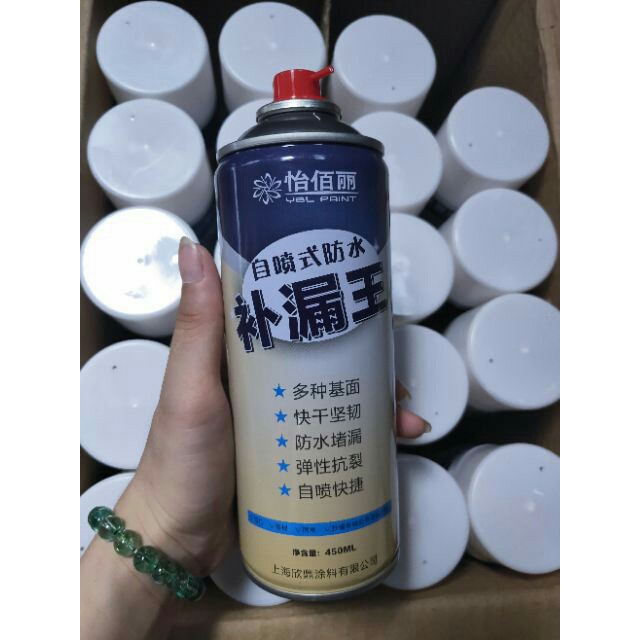 怡佰丽
YBL PAINT
自喷式防水
补漏王
★ 多种基面
★ 快干坚韧
★ 防水堵漏
★ 弹性抗裂
★ 自喷快捷
净含量: 450ML
上海欣鼎涂料有限公司